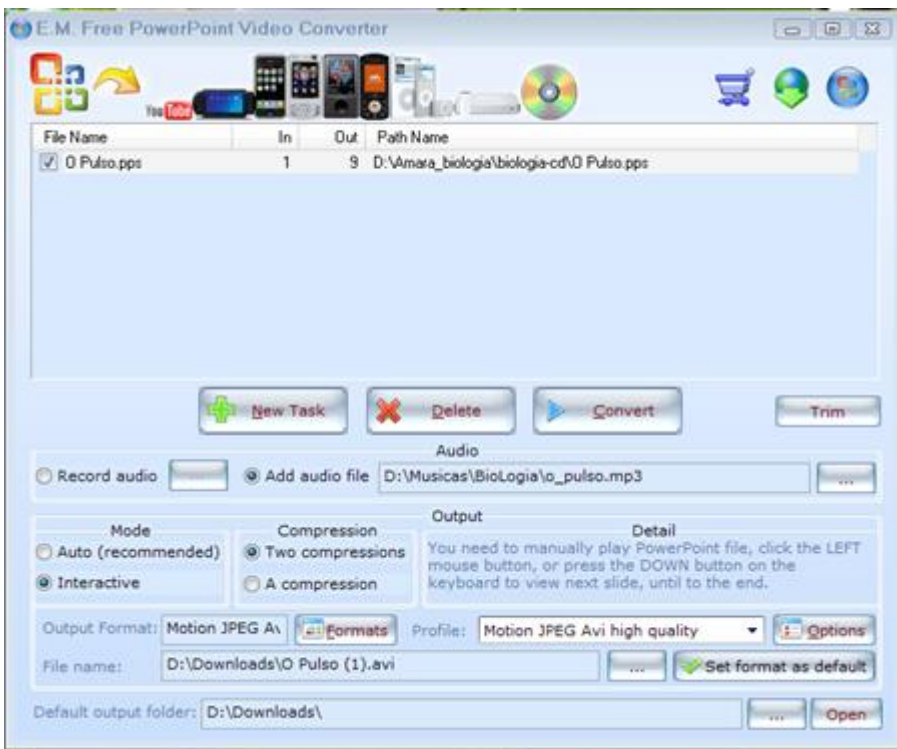 E.M. Free PowerPoint Video Converter
You Tube
File Name In Out Path Name
O Pulso.pps 1 9 D:\Amara_biologia\biologia-cd\O Pulso.pps
New Task Delete Convert Trim
Audio
Record audio ... Add audio file D:\Musicas\BioLogia\o_pulso.mp3 ...
Output
Mode Compression Detail
Auto (recommended) Two compressions You need to manually play PowerPoint file, click the LEFT
mouse button, or press the DOWN button on the
Interactive A compression keyboard to view next slide, until to the end.
Output Format: Motion JPEG Av Formats Profile: Motion JPEG Avi high quality Options
File name: D:\Downloads\O Pulso (1).avi ... Set format as default
Default output folder: D:\Downloads\ ... Open